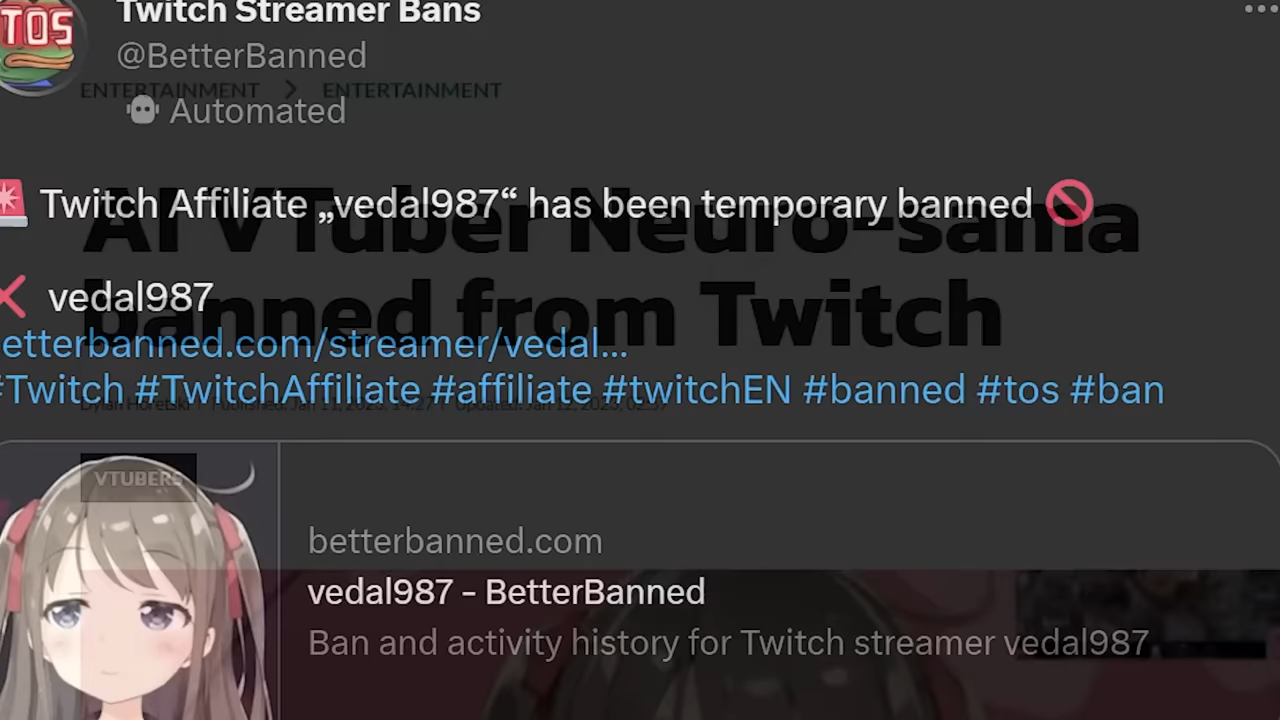 TOS
Twitch Streamer Bans
@BetterBanned
ENTERTAINMENT > ENTERTAINMENT
Automated
Twitch Affiliate „vedal987“ has been temporary banned
AI VTuber Neuro-sama
vedal987
banned from Twitch
etterbanned.com/streamer/vedal...
#Twitch #TwitchAffiliate #affiliate #twitchEN #banned #tos #ban
VTUBERS
betterbanned.com
vedal987 - BetterBanned
Ban and activity history for Twitch streamer vedal987